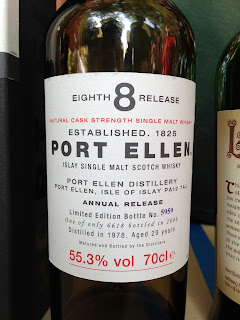 EIGHTH 8 RELEASE
NATURAL CASK STRENGTH SINGLE MALT WHISKY
ESTABLISHED. 1825
PORT ELLEN
ISLAY SINGLE MALT SCOTCH WHISKY
PORT ELLEN DISTILLERY
PORT ELLEN, ISLE OF ISLAY PA42 7AJ
ANNUAL RELEASE
Limited Edition Bottle No. 5959
One of only 6618 bottled in 2008
Distilled in 1978. Aged 29 years
Matured and Bottled by the Distillery.
55.3% vol 70cl e